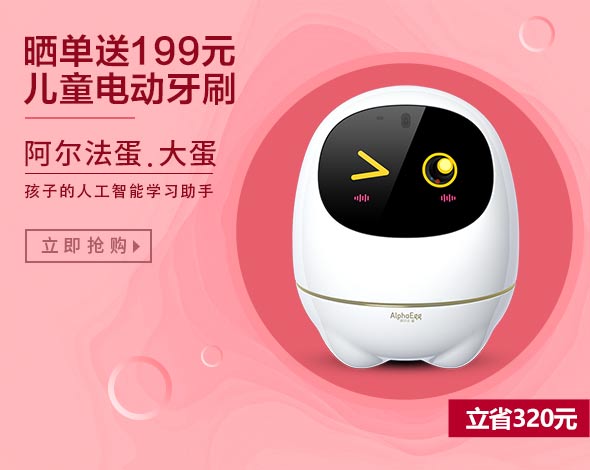 晒单送199元
儿童电动牙刷
阿尔法蛋.大蛋
孩子的人工智能学习助手
立即抢购
AlphaEgg
立省320元